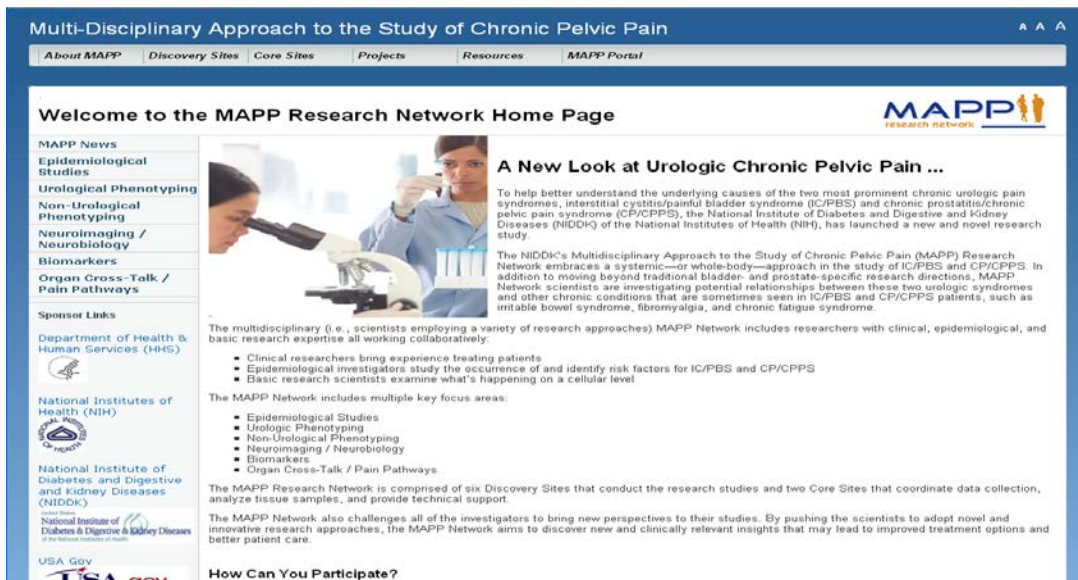 Multi-Disciplinary Approach to the Study of Chronic Pelvic Pain
A A A
About MAPP Discovery Sites Core Sites Projects Resources MAPP Portal
Welcome to the MAPP Research Network Home Page
MAPP
research network
MAPP News
Epidemiological
Studies
Urological Phenotyping
Non-Urological
Phenotyping
Neuroimaging /
Neurobiology
Biomarkers
Organ Cross-Talk /
Pain Pathways
Sponsor Links
Department of Health &
Human Services (HHS)
National Institutes of
Health (NIH)
NATIONAL INSTITUTES
OF HEALTH
National Institute of
Diabetes and Digestive
and Kidney Diseases
(NIDDK)
National Institute of
Diabetes & Digestive & Kidney Diseases
of the National Institutes of Health
USA Gov
USA.gov
A New Look at Urologic Chronic Pelvic Pain ...
To help better understand the underlying causes of the two most prominent chronic urologic pain
syndromes, interstitial cystitis/painful bladder syndrome (IC/PBS) and chronic prostatitis/chronic
pelvic pain syndrome (CP/CPPS), the National Institute of Diabetes and Digestive and Kidney
Diseases (NIDDK) of the National Institutes of Health (NIH), has launched a new and novel research
study.
The NIDDK's Multidisciplinary Approach to the Study of Chronic Pelvic Pain (MAPP) Research
Network embraces a systemic—or whole-body—approach in the study of IC/PBS and CP/CPPS. In
addition to moving beyond traditional bladder- and prostate-specific research directions, MAPP
Network scientists are investigating potential relationships between these two urologic syndromes
and other chronic conditions that are sometimes seen in IC/PBS and CP/CPPS patients, such as
irritable bowel syndrome, fibromyalgia, and chronic fatigue syndrome.
The multidisciplinary (i.e., scientists employing a variety of research approaches) MAPP Network includes researchers with clinical, epidemiological, and
basic research expertise all working collaboratively:
▪ Clinical researchers bring experience treating patients
▪ Epidemiological investigators study the occurrence of and identify risk factors for IC/PBS and CP/CPPS
▪ Basic research scientists examine what's happening on a cellular level
The MAPP Network includes multiple key focus areas:
▪ Epidemiological Studies
▪ Urologic Phenotyping
▪ Non-Urological Phenotyping
▪ Neuroimaging / Neurobiology
▪ Biomarkers
▪ Organ Cross-Talk / Pain Pathways
The MAPP Research Network is comprised of six Discovery Sites that conduct the research studies and two Core Sites that coordinate data collection,
analyze tissue samples, and provide technical support.
The MAPP Network also challenges all of the investigators to bring new perspectives to their studies. By pushing the scientists to adopt novel and
innovative research approaches, the MAPP Network aims to discover new and clinically relevant insights that may lead to improved treatment options and
better patient care.
How Can You Participate?